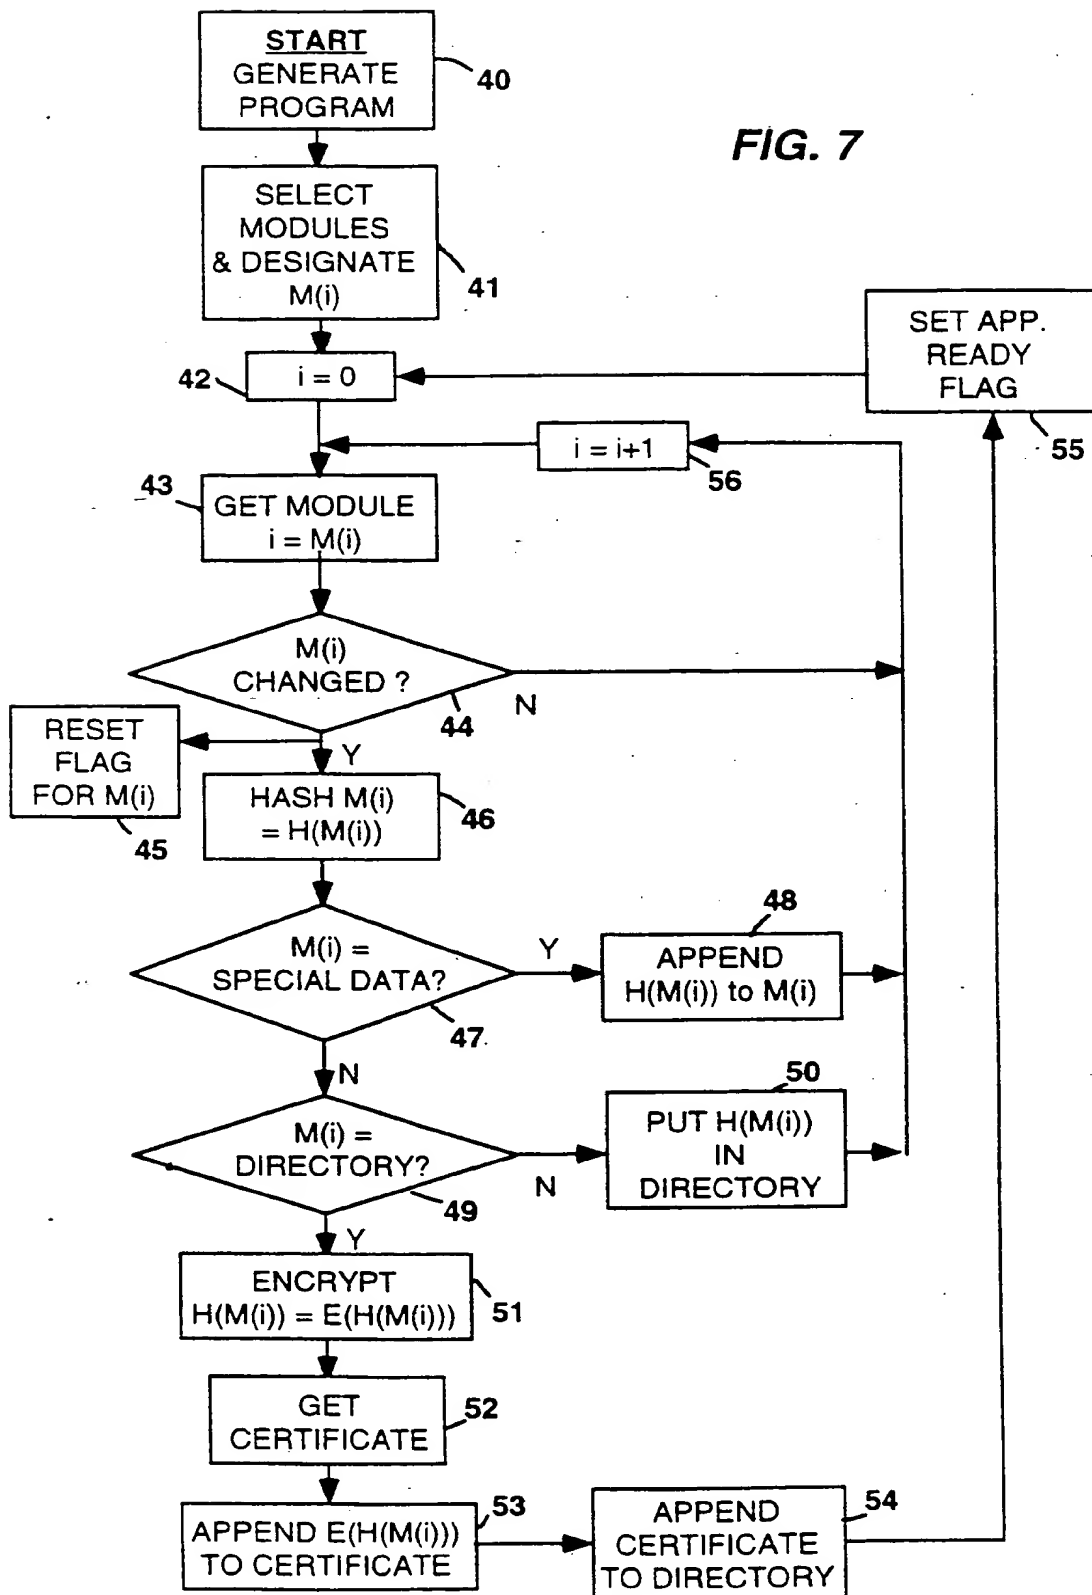 START
GENERATE
PROGRAM
40
FIG. 7
SELECT
MODULES
& DESIGNATE
M(i)
41
SET APP.
READY
FLAG
55
42
i = 0
i = i+1
56
43
GET MODULE
i = M(i)
M(i)
CHANGED ?
44
N
Y
RESET
FLAG
FOR M(i)
45
HASH M(i)
= H(M(i))
46
M(i) =
SPECIAL DATA?
47
Y
48
APPEND
H(M(i)) to M(i)
N
M(i) =
DIRECTORY?
49
N
50
PUT H(M(i))
IN
DIRECTORY
Y
ENCRYPT
H(M(i)) = E(H(M(i)))
51
GET
CERTIFICATE
52
APPEND E(H(M(i)))
TO CERTIFICATE
53
APPEND
CERTIFICATE
TO DIRECTORY
54